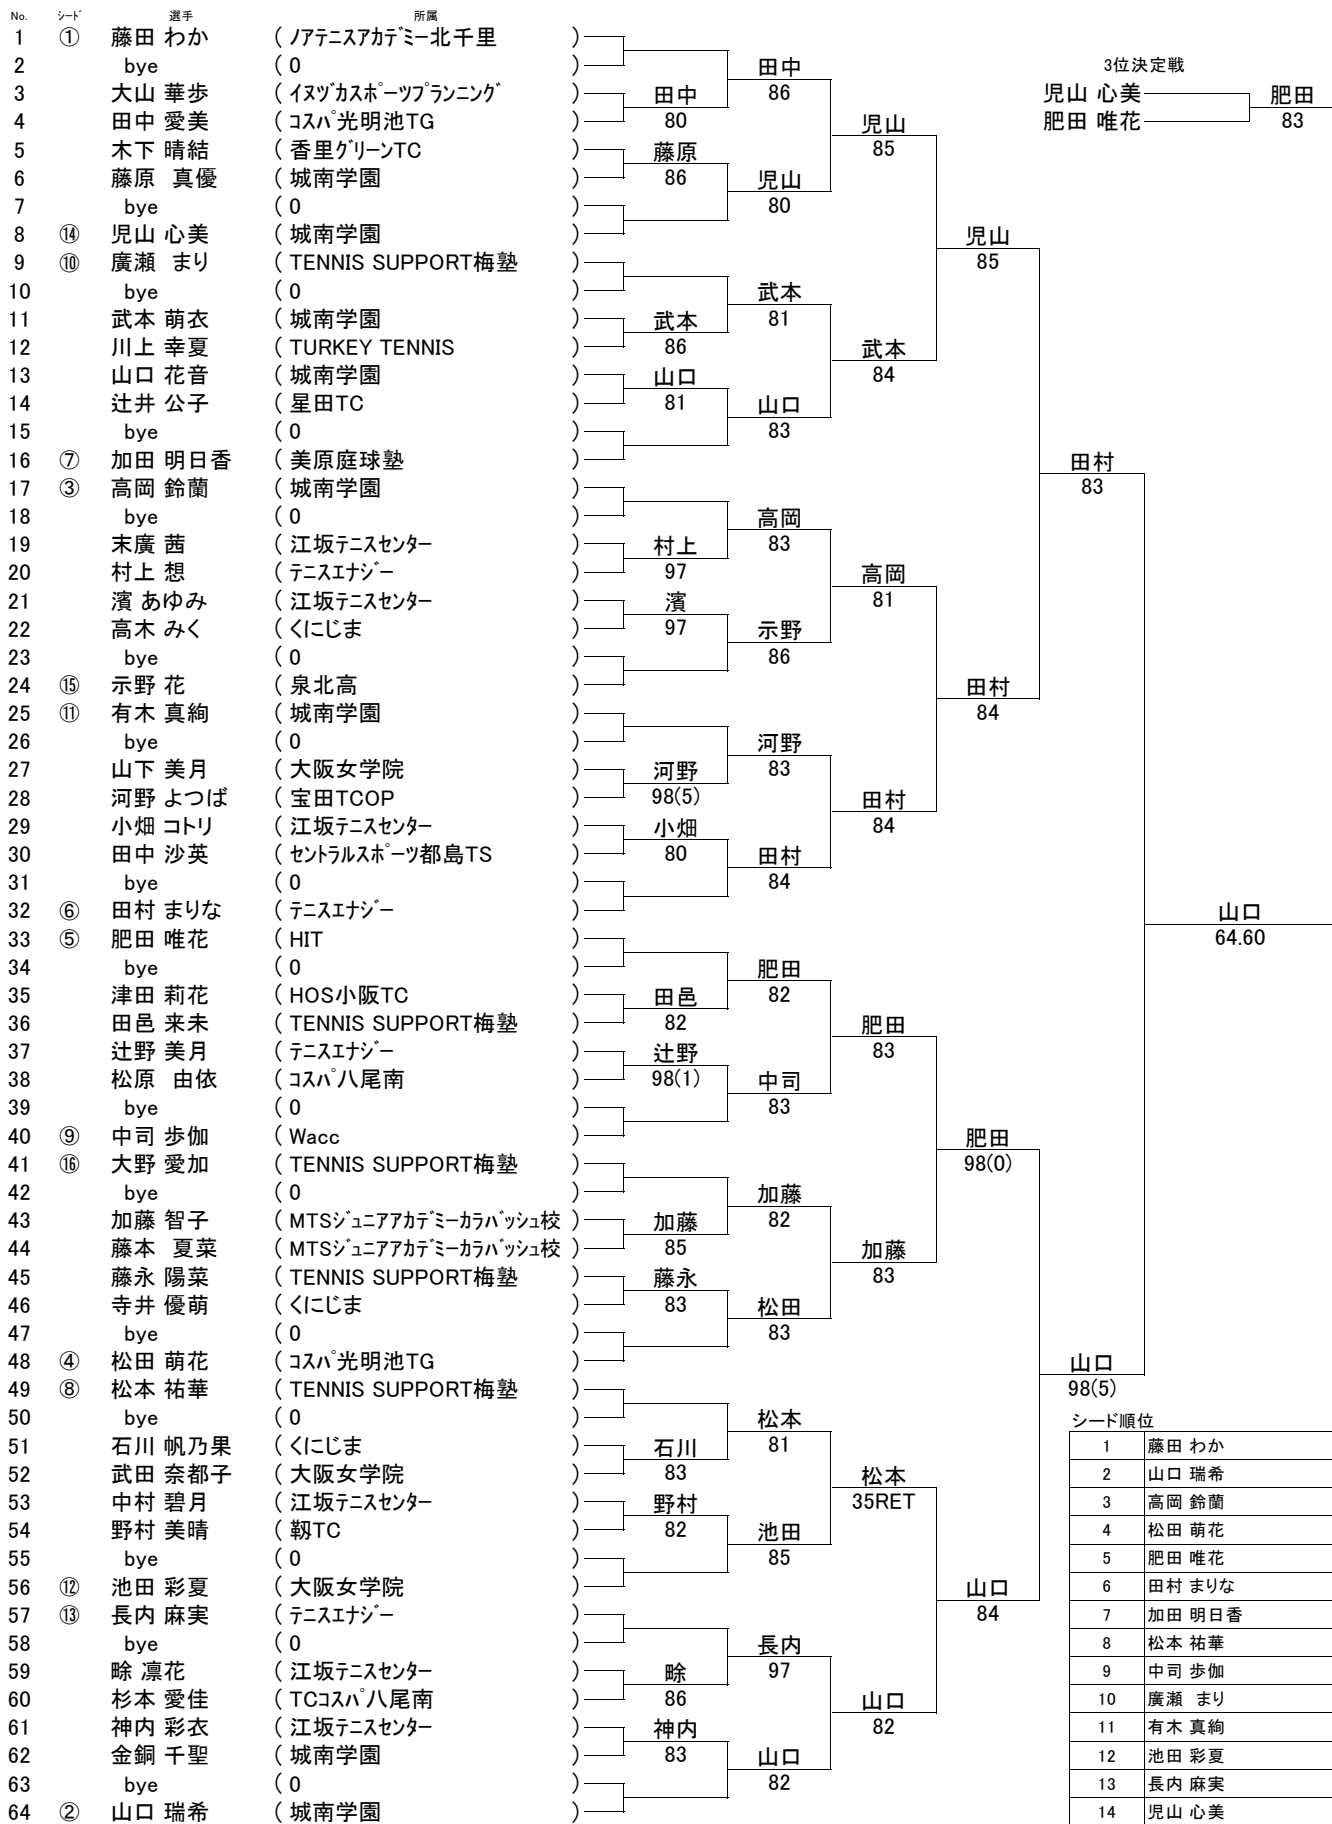 No. シード 選手 所属
1 ① 藤田 わか ( ノアテニスアカデミー北千里 )
2 bye ( 0 ) 田中 3位決定戦
3 大山 華歩 ( イヌヅカスポーツプランニング ) 田中 86 児山 心美 肥田
4 田中 愛美 ( コスパ光明池TG ) 80 児山 肥田 唯花 83
5 木下 晴結 ( 香里グリーンTC ) 藤原 85
6 藤原 真優 ( 城南学園 ) 86 児山
7 bye ( 0 ) 80
8 ⑭ 児山 心美 ( 城南学園 ) 児山
9 ⑩ 廣瀬 まり ( TENNIS SUPPORT梅塾 ) 85
10 bye ( 0 ) 武本
11 武本 萌衣 ( 城南学園 ) 武本 81
12 川上 幸夏 ( TURKEY TENNIS ) 86 武本
13 山口 花音 ( 城南学園 ) 山口 84
14 辻井 公子 ( 星田TC ) 81 山口
15 bye ( 0 ) 83
16 ⑦ 加田 明日香 ( 美原庭球塾 ) 田村
17 ③ 高岡 鈴蘭 ( 城南学園 ) 83
18 bye ( 0 ) 高岡
19 末廣 茜 ( 江坂テニスセンター ) 村上 83
20 村上 想 ( テニスエナジー ) 97 高岡
21 濱 あゆみ ( 江坂テニスセンター ) 濱 81
22 高木 みく ( くにじま ) 97 示野
23 bye ( 0 ) 86
24 ⑮ 示野 花 ( 泉北高 ) 田村
25 ⑪ 有木 真絢 ( 城南学園 ) 84
26 bye ( 0 ) 河野
27 山下 美月 ( 大阪女学院 ) 河野 83
28 河野 よつば ( 宝田TCOP ) 98(5) 田村
29 小畑 コトリ ( 江坂テニスセンター ) 小畑 84
30 田中 沙英 ( セントラルスポーツ都島TS ) 80 田村
31 bye ( 0 ) 84
32 ⑥ 田村 まりな ( テニスエナジー ) 山口
33 ⑤ 肥田 唯花 ( HIT ) 64.60
34 bye ( 0 ) 肥田
35 津田 莉花 ( HOS小阪TC ) 田邑 82
36 田邑 来未 ( TENNIS SUPPORT梅塾 ) 82 肥田
37 辻野 美月 ( テニスエナジー ) 辻野 83
38 松原 由依 ( コスパ八尾南 ) 98(1) 中司
39 bye ( 0 ) 83
40 ⑨ 中司 歩伽 ( Wacc ) 肥田
41 ⑯ 大野 愛加 ( TENNIS SUPPORT梅塾 ) 98(0)
42 bye ( 0 ) 加藤
43 加藤 智子 ( MTSジュニアアカデミーカラバッシュ校 ) 加藤 82
44 藤本 夏菜 ( MTSジュニアアカデミーカラバッシュ校 ) 85 加藤
45 藤永 陽菜 ( TENNIS SUPPORT梅塾 ) 藤永 83
46 寺井 優萌 ( くにじま ) 83 松田
47 bye ( 0 ) 83
48 ④ 松田 萌花 ( コスパ光明池TG ) 山口
49 ⑧ 松本 祐華 ( TENNIS SUPPORT梅塾 ) 98(5)
50 bye ( 0 ) 松本 シード順位
51 石川 帆乃果 ( くにじま ) 石川 81 1 藤田 わか
52 武田 奈都子 ( 大阪女学院 ) 83 松本 2 山口 瑞希
53 中村 碧月 ( 江坂テニスセンター ) 野村 35RET 3 高岡 鈴蘭
54 野村 美晴 ( 靱TC ) 82 池田 4 松田 萌花
55 bye ( 0 ) 85 5 肥田 唯花
56 ⑫ 池田 彩夏 ( 大阪女学院 ) 山口 6 田村 まりな
57 ⑬ 長内 麻実 ( テニスエナジー ) 84 7 加田 明日香
58 bye ( 0 ) 長内 8 松本 祐華
59 畭 凛花 ( 江坂テニスセンター ) 畭 97 9 中司 歩伽
60 杉本 愛佳 ( TCコスパ八尾南 ) 86 山口 10 廣瀬 まり
61 神内 彩衣 ( 江坂テニスセンター ) 神内 82 11 有木 真絢
62 金銅 千聖 ( 城南学園 ) 83 山口 12 池田 彩夏
63 bye ( 0 ) 82 13 長内 麻実
64 ② 山口 瑞希 ( 城南学園 ) 14 児山 心美